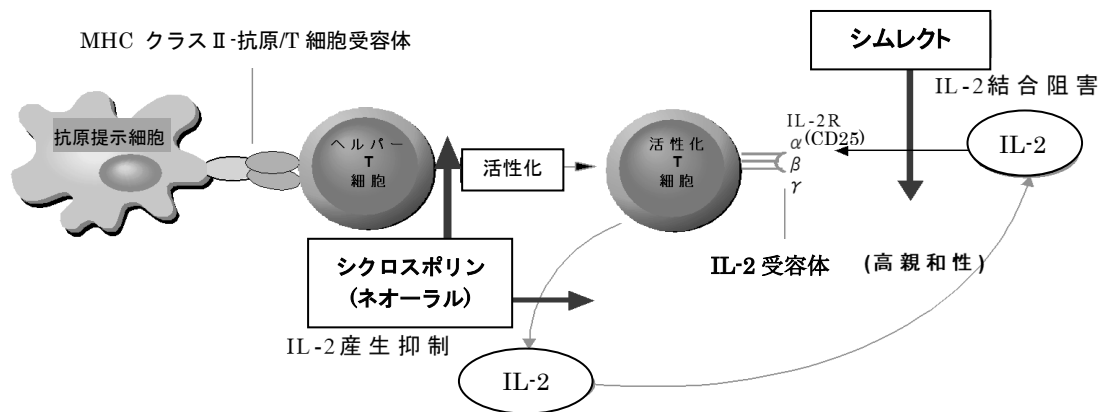 MHC クラスⅡ-抗原/T 細胞受容体
シムレクト
IL-2結合阻害
抗原提示細胞
ヘルパー
T
細胞
活性化
活性化
T
細胞
IL-2R
α(CD25)
β
γ
IL-2
シクロスポリン
(ネオーラル)
IL-2 受容体
(高親和性)
IL-2産生抑制
IL-2